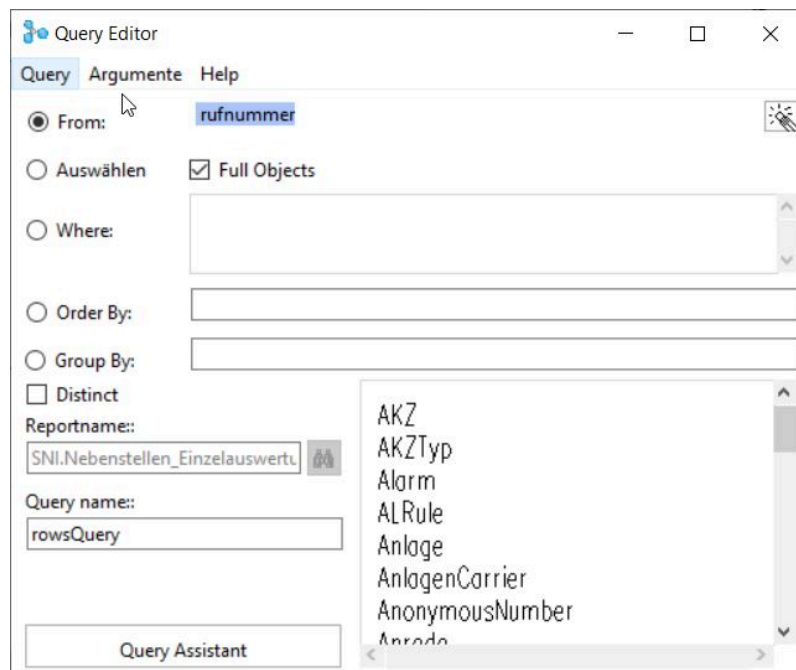 Query Editor
Query Argumente Help
From: rufnummer
Auswählen Full Objects
Where:
Order By:
Group By:
Distinct
Reportname::
SNI.Nebenstellen_Einzelauswertu
Query name::
rowsQuery
Query Assistant
AKZ
AKZTyp
Alarm
ALRule
Anlage
AnlagenCarrier
AnonymousNumber
Anrede